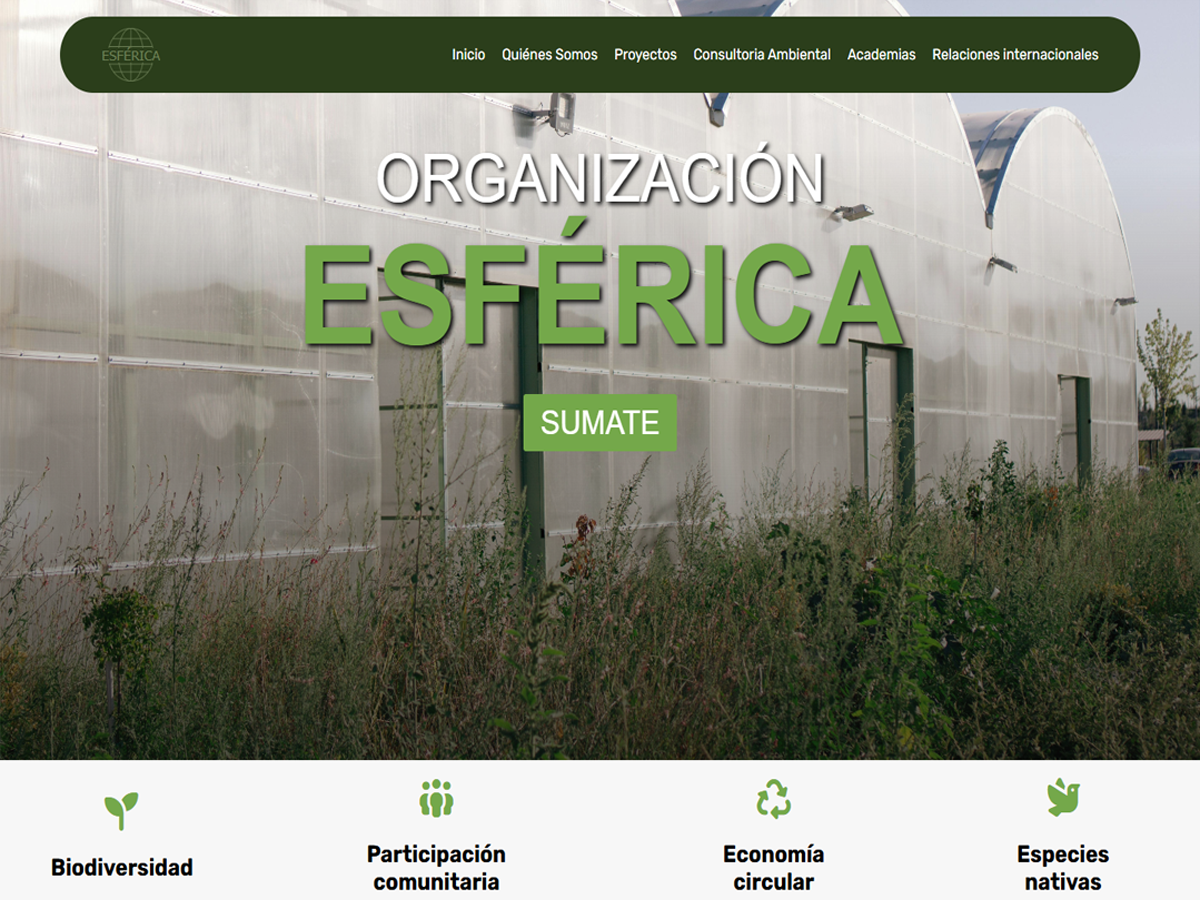 ESFÉRICA
Inicio Quiénes Somos Proyectos Consultoria Ambiental Academias Relaciones internacionales
ORGANIZACIÓN
ESFÉRICA
SUMATE
Biodiversidad
Participación
comunitaria
Economía
circular
Especies
nativas